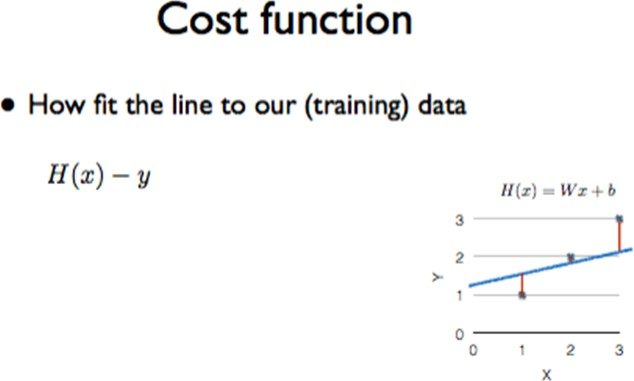 Cost function
• How fit the line to our (training) data
H(x) − y
H(x) = Wx + b
3
2
1
0
Y
0 1 2 3
X